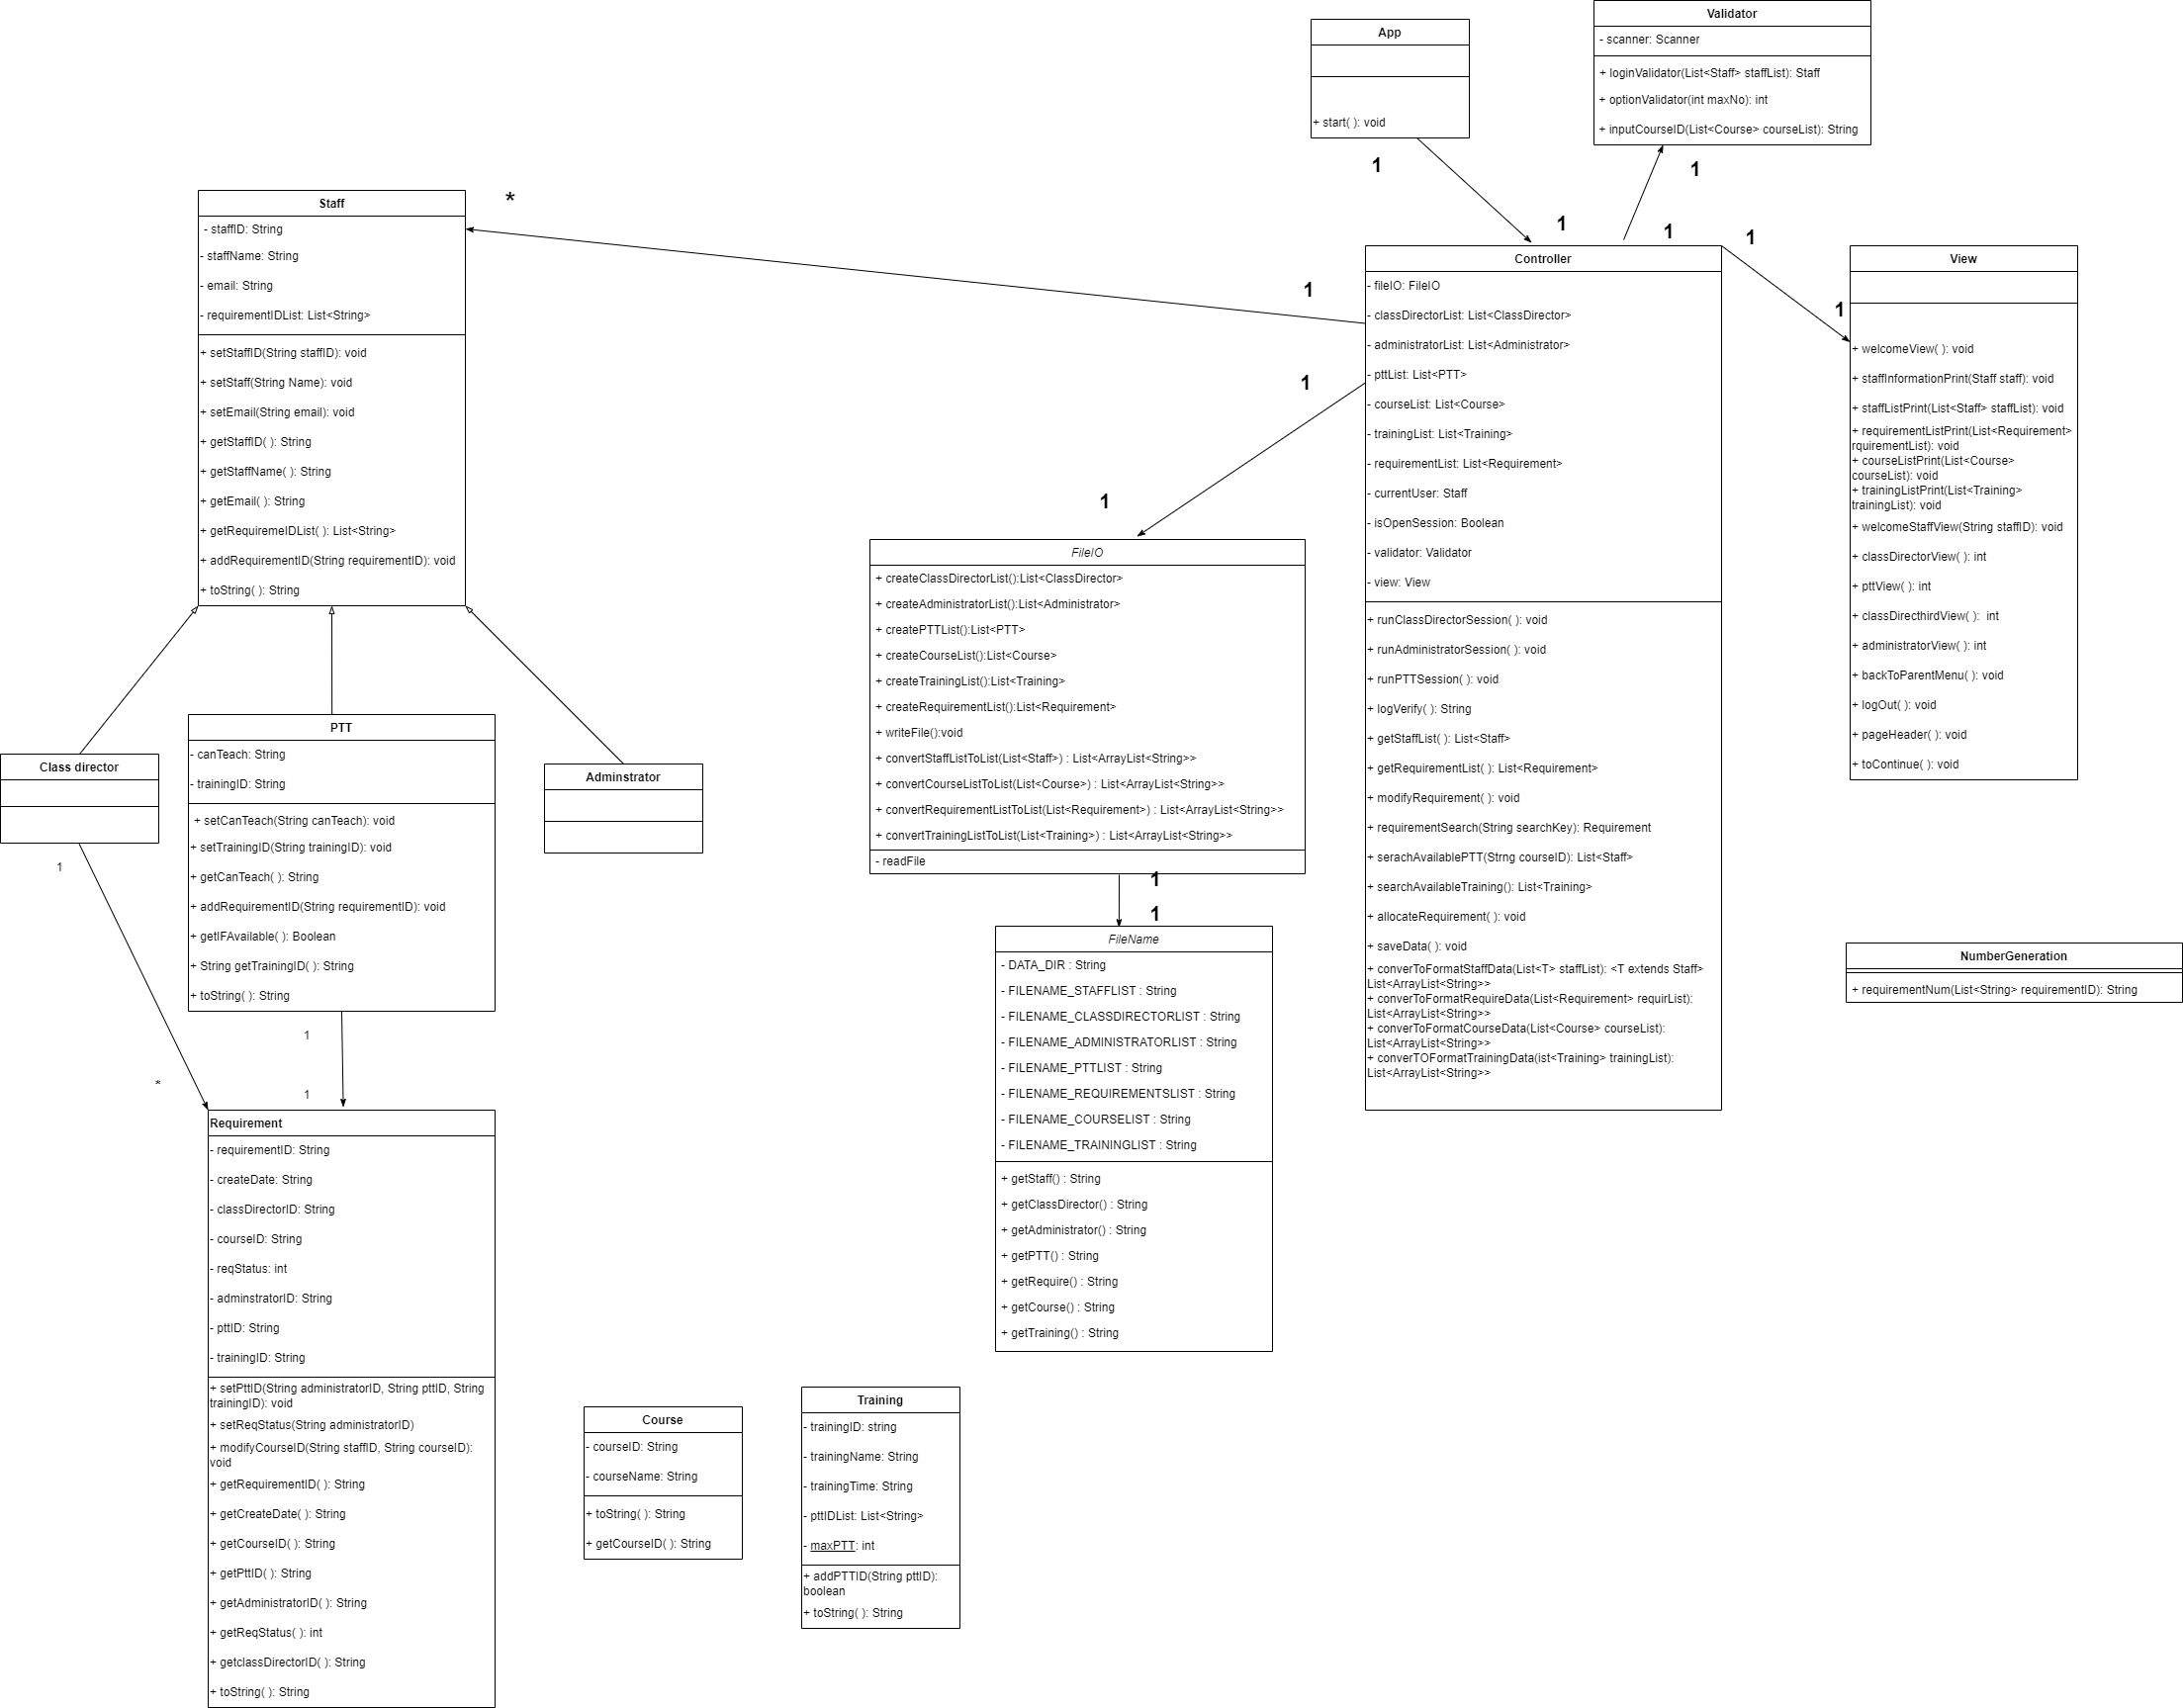 App
+ start( ): void
Validator
- scanner: Scanner
+ loginValidator(List<Staff> staffList): Staff
+ optionValidator(int maxNo): int
+ inputCourseID(List<Course> courseList): String
1
1
1
1
1
1
Staff
- staffID: String
- staffName: String
- email: String
- requirementIDList: List<String>
+ setStaffID(String staffID): void
+ setStaff(String Name): void
+ setEmail(String email): void
+ getStaffID( ): String
+ getStaffName( ): String
+ getEmail( ): String
+ getRequiremeIDList( ): List<String>
+ addRequirementID(String requirementID): void
+ toString( ): String
*
1
1
1
Controller
- fileIO: FileIO
- classDirectorList: List<ClassDirector>
- administratorList: List<Administrator>
- pttList: List<PTT>
- courseList: List<Course>
- trainingList: List<Training>
- requirementList: List<Requirement>
- currentUser: Staff
- isOpenSession: Boolean
- validator: Validator
- view: View
+ runClassDirectorSession( ): void
+ runAdministratorSession( ): void
+ runPTTSession( ): void
+ logVerify( ): String
+ getStaffList( ): List<Staff>
+ getRequirementList( ): List<Requirement>
+ modifyRequirement( ): void
+ requirementSearch(String searchKey): Requirement
+ serachAvailablePTT(Strng courseID): List<Staff>
+ searchAvailableTraining(): List<Training>
+ allocateRequirement( ): void
+ saveData( ): void
+ converToFormatStaffData(List<T> staffList): <T extends Staff>
List<ArrayList<String>>
+ converToFormatRequireData(List<Requirement> requirList):
List<ArrayList<String>>
+ converToFormatCourseData(List<Course> courseList):
List<ArrayList<String>>
+ converTOFormatTrainingData(ist<Training> trainingList):
List<ArrayList<String>>
View
+ welcomeView( ): void
+ staffInformationPrint(Staff staff): void
+ staffListPrint(List<Staff> staffList): void
+ requirementListPrint(List<Requirement>
rquirementList): void
+ courseListPrint(List<Course>
courseList): void
+ trainingListPrint(List<Training>
trainingList): void
+ welcomeStaffView(String staffID): void
+ classDirectorView( ): int
+ pttView( ): int
+ classDirecthirdView( ):  int
+ administratorView( ): int
+ backToParentMenu( ): void
+ logOut( ): void
+ pageHeader( ): void
+ toContinue( ): void
FileIO
+ createClassDirectorList():List<ClassDirector>
+ createAdministratorList():List<Administrator>
+ createPTTList():List<PTT>
+ createCourseList():List<Course>
+ createTrainingList():List<Training>
+ createRequirementList():List<Requirement>
+ writeFile():void
+ convertStaffListToList(List<Staff>) : List<ArrayList<String>>
+ convertCourseListToList(List<Course>) : List<ArrayList<String>>
+ convertRequirementListToList(List<Requirement>) : List<ArrayList<String>>
+ convertTrainingListToList(List<Training>) : List<ArrayList<String>>
- readFile
1
1
Class director
PTT
- canTeach: String
- trainingID: String
+ setCanTeach(String canTeach): void
+ setTrainingID(String trainingID): void
+ getCanTeach( ): String
+ addRequirementID(String requirementID): void
+ getIFAvailable( ): Boolean
+ String getTrainingID( ): String
+ toString( ): String
Adminstrator
1
*
1
1
FileName
- DATA_DIR : String
- FILENAME_STAFFLIST : String
- FILENAME_CLASSDIRECTORLIST : String
- FILENAME_ADMINISTRATORLIST : String
- FILENAME_PTTLIST : String
- FILENAME_REQUIREMENTSLIST : String
- FILENAME_COURSELIST : String
- FILENAME_TRAININGLIST : String
+ getStaff() : String
+ getClassDirector() : String
+ getAdministrator() : String
+ getPTT() : String
+ getRequire() : String
+ getCourse() : String
+ getTraining() : String
NumberGeneration
+ requirementNum(List<String> requirementID): String
Requirement
- requirementID: String
- createDate: String
- classDirectorID: String
- courseID: String
- reqStatus: int
- adminstratorID: String
- pttID: String
- trainingID: String
+ setPttID(String administratorID, String pttID, String
trainingID): void
+ setReqStatus(String administratorID)
+ modifyCourseID(String staffID, String courseID):
void
+ getRequirementID( ): String
+ getCreateDate( ): String
+ getCourseID( ): String
+ getPttID( ): String
+ getAdministratorID( ): String
+ getReqStatus( ): int
+ getclassDirectorID( ): String
+ toString( ): String
Course
- courseID: String
- courseName: String
+ toString( ): String
+ getCourseID( ): String
Training
- trainingID: string
- trainingName: String
- trainingTime: String
- pttIDList: List<String>
- maxPTT: int
+ addPTTID(String pttID):
boolean
+ toString( ): String